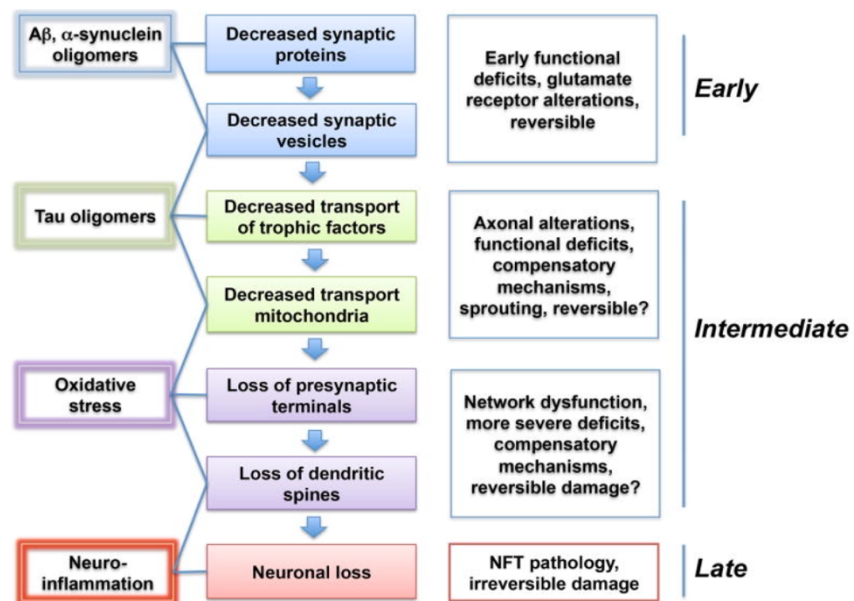 Aβ, α-synuclein
oligomers
Decreased synaptic
proteins
Early functional
deficits, glutamate
receptor alterations,
reversible
Early
Decreased synaptic
vesicles
Tau oligomers
Decreased transport
of trophic factors
Axonal alterations,
functional deficits,
compensatory
mechanisms,
sprouting, reversible?
Decreased transport
mitochondria
Intermediate
Oxidative
stress
Loss of presynaptic
terminals
Network dysfunction,
more severe deficits,
compensatory
mechanisms,
reversible damage?
Loss of dendritic
spines
Neuro-
inflammation
Neuronal loss
NFT pathology,
irreversible damage
Late